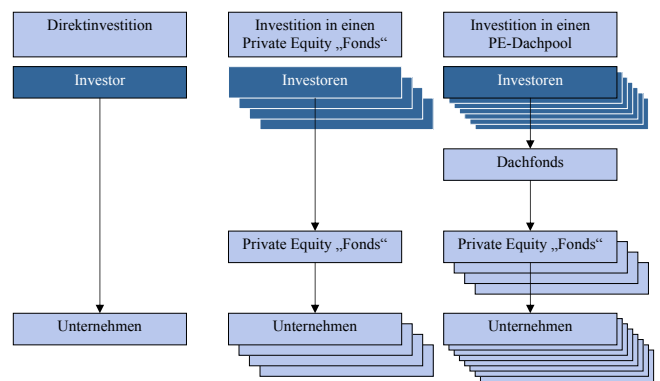 Direktinvestition
Investition in einen
Private Equity „Fonds“
Investition in einen
PE-Dachpool
Investor
Investoren
Investoren
Dachfonds
Private Equity „Fonds“
Private Equity „Fonds“
Unternehmen
Unternehmen
Unternehmen